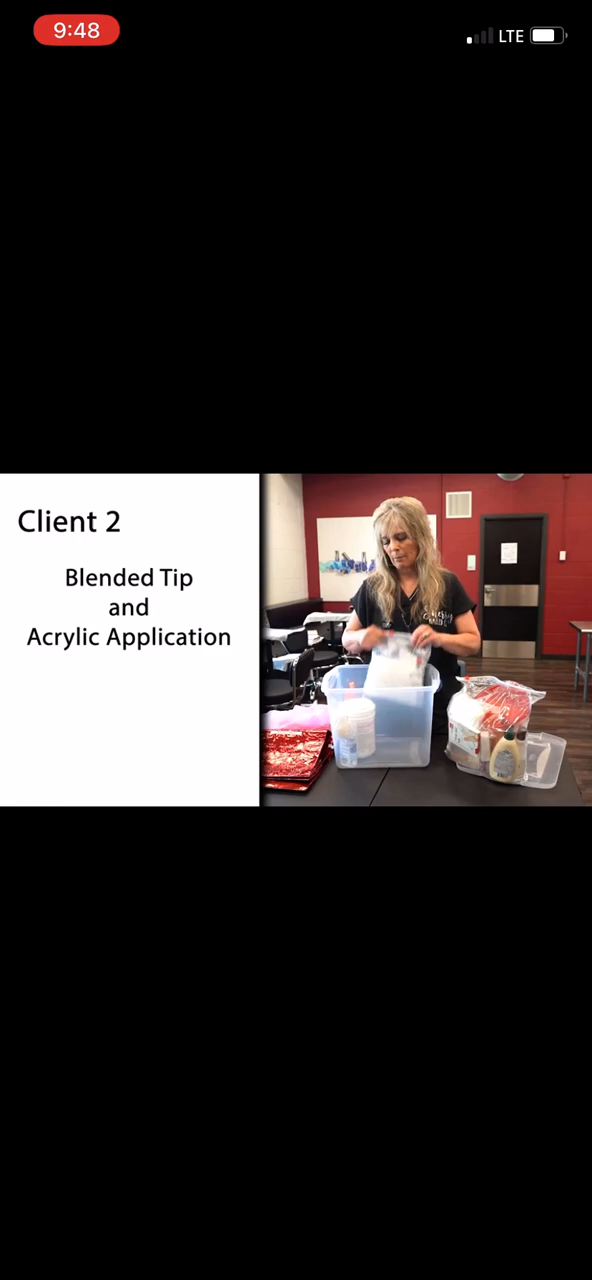 9:48
LTE
Client 2
Blended Tip
and
Acrylic Application